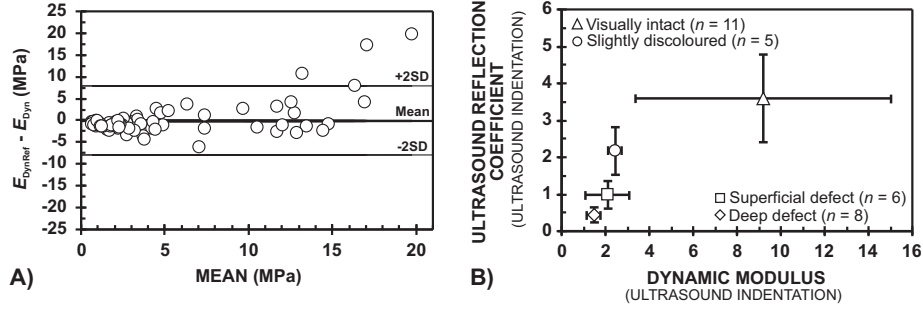 25
20
15
10
5
0
-5
-10
-15
-20
-25
E_DynRef - E_Dyn (MPa)
+2SD
Mean
-2SD
0 5 10 15 20
MEAN (MPa)
A)
ULTRASOUND REFLECTION
COEFFICIENT
(ULTRASOUND INDENTATION)
6
5
4
3
2
1
0
Visually intact (n = 11)
Slightly discoloured (n = 5)
Superficial defect (n = 6)
Deep defect (n = 8)
0 2 4 6 8 10 12 14 16
DYNAMIC MODULUS
(ULTRASOUND INDENTATION)
B)